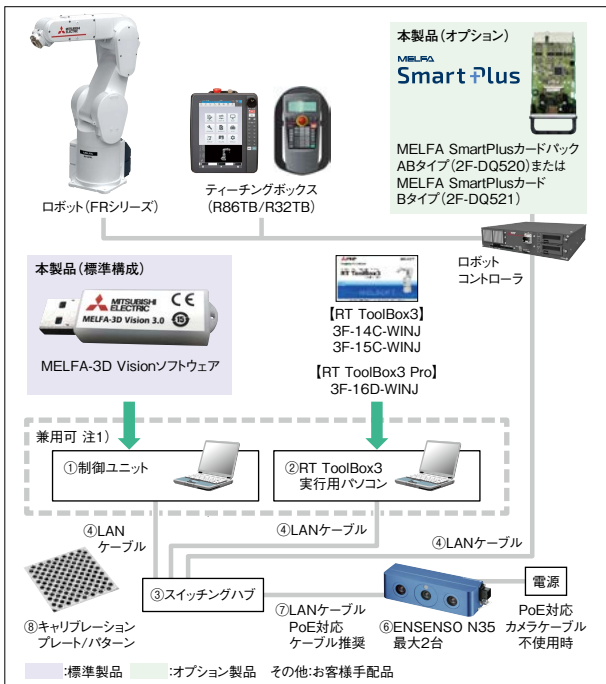 MITSUBISHI
ELECTRIC
ロボット（FRシリーズ）
ティーチングボックス
（R86TB/R32TB）
本製品（オプション）
MELFA
SmartPlus
MELFA SmartPlusカードパック
ABタイプ（2F-DQ520）または
MELFA SmartPlusカード
Bタイプ（2F-DQ521）
ロボット
コントローラ
本製品（標準構成）
MITSUBISHI
ELECTRIC
CE
MELFA-3D Vision 3.0
15
MELFA-3D Visionソフトウェア
RT ToolBox3
【RT ToolBox3】
3F-14C-WINJ
3F-15C-WINJ
【RT ToolBox3 Pro】
3F-16D-WINJ
兼用可 注1）
①制御ユニット
②RT ToolBox3
実行用パソコン
④LAN
ケーブル
④LANケーブル
④LANケーブル
③スイッチングハブ
電源
⑧キャリブレーション
プレート/パターン
⑦LANケーブル
PoE対応
ケーブル推奨
⑥ENSENSO N35
最大2台
PoE対応
カメラケーブル
不使用時
:標準製品 :オプション製品 その他:お客様手配品